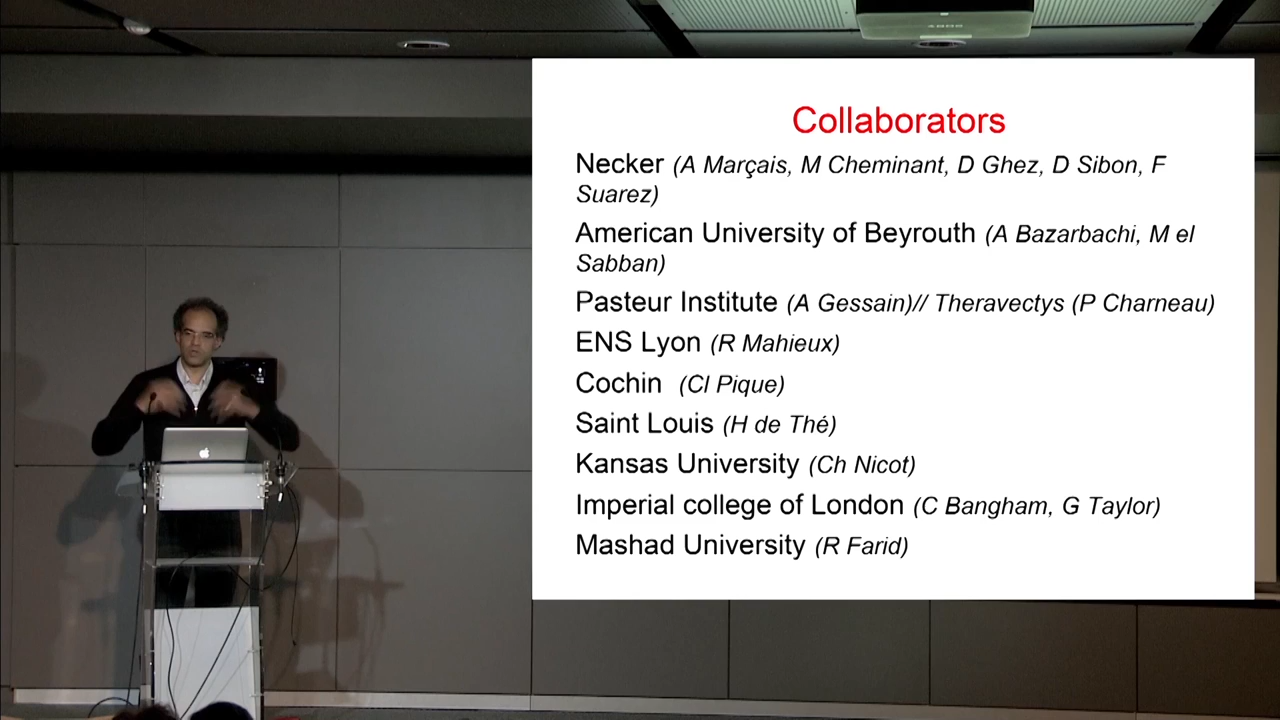 Collaborators
Necker (A Marçais, M Cheminant, D Ghez, D Sibon, F
Suarez)
American University of Beyrouth (A Bazarbachi, M el
Sabban)
Pasteur Institute (A Gessain)// Theravectys (P Charneau)
ENS Lyon (R Mahieux)
Cochin (Cl Pique)
Saint Louis (H de Thé)
Kansas University (Ch Nicot)
Imperial college of London (C Bangham, G Taylor)
Mashad University (R Farid)